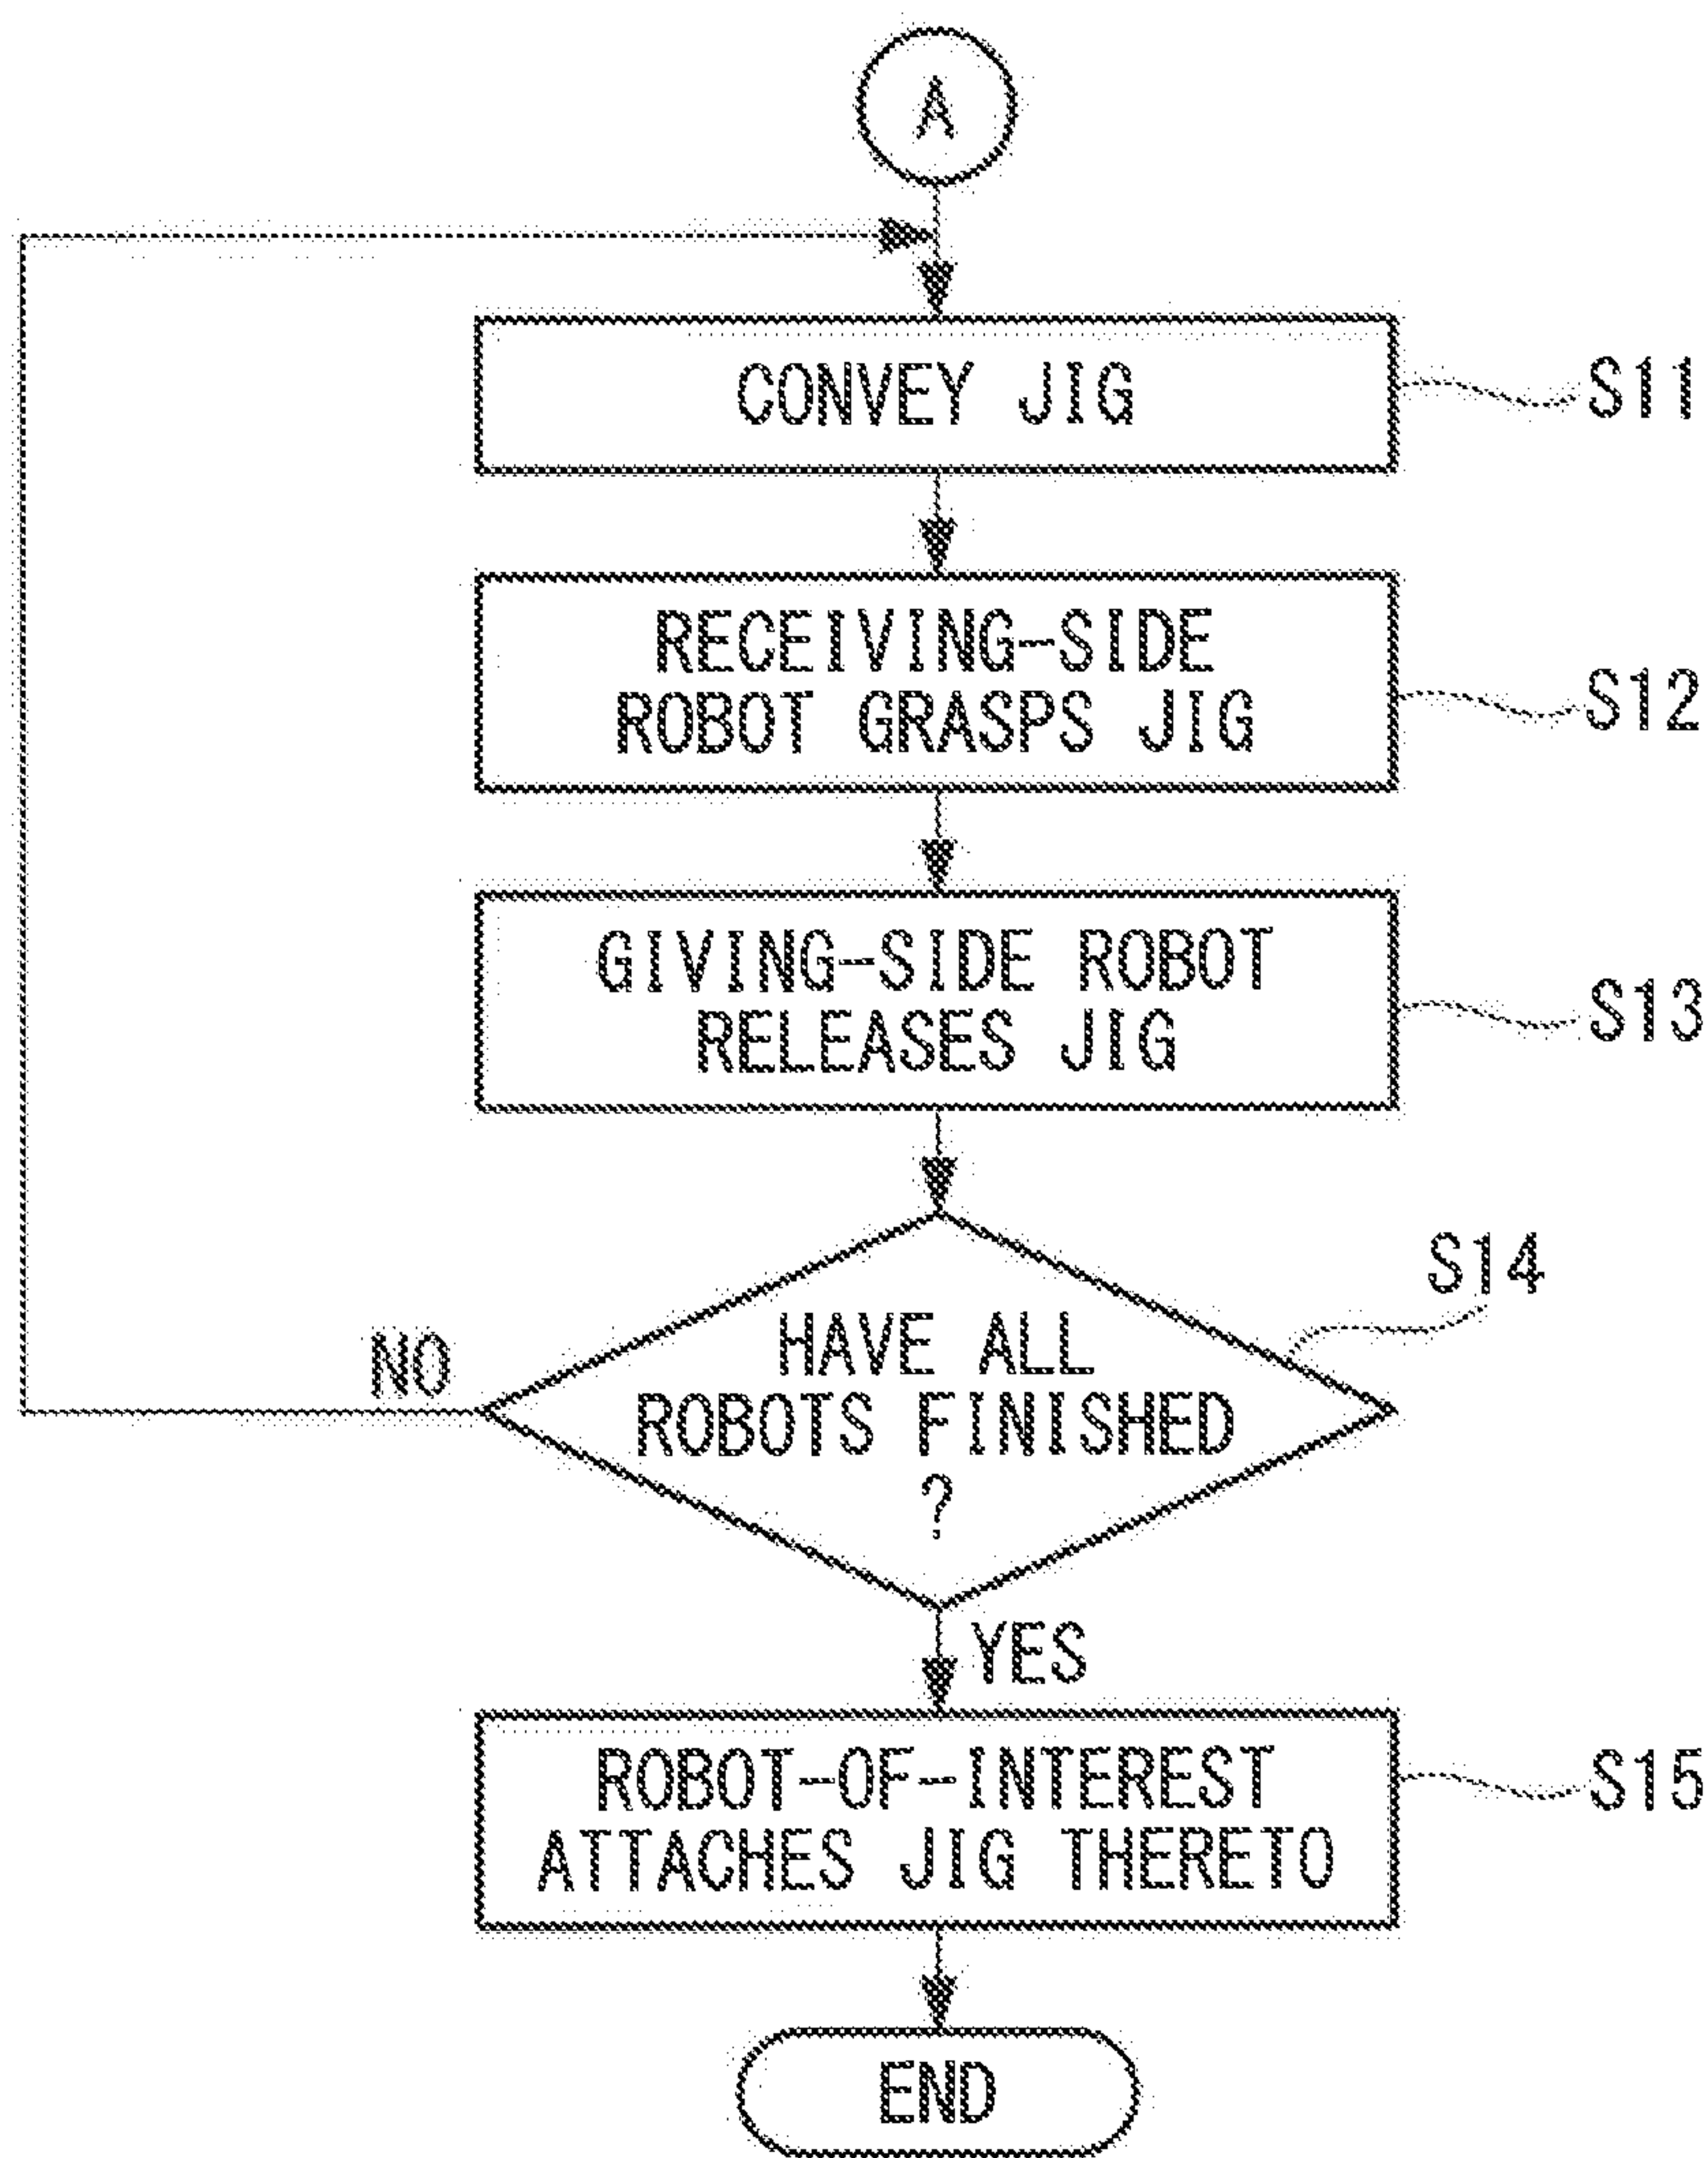 A
CONVEY JIG
S11
RECEIVING-SIDE
ROBOT GRASPS JIG
S12
GIVING-SIDE ROBOT
RELEASES JIG
S13
S14
HAVE ALL
ROBOTS FINISHED
?
NO
YES
ROBOT-OF-INTEREST
ATTACHES JIG THERETO
S15
END